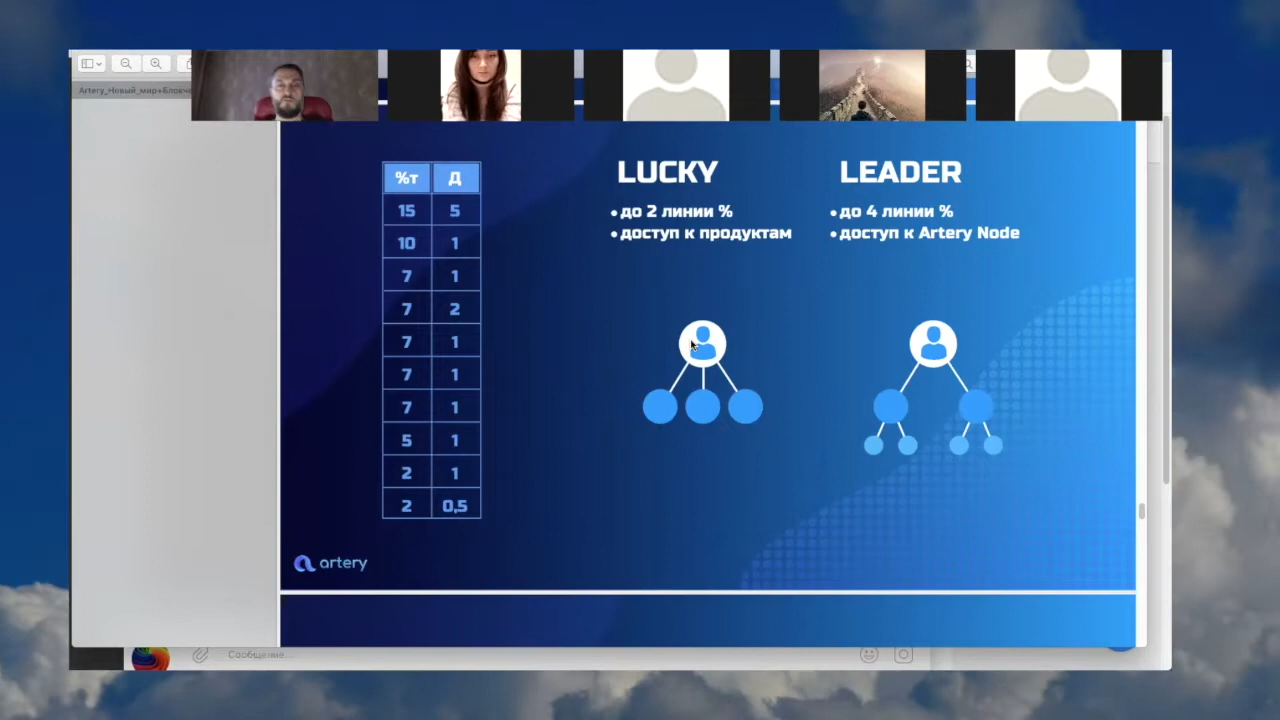 Artery_Новый_мир+Блокче
%т Д
15 5
10 1
7 1
7 2
7 1
7 1
7 1
5 1
2 1
2 0,5
LUCKY
• до 2 линии %
• доступ к продуктам
LEADER
• до 4 линии %
• доступ к Artery Node
artery
Сообщение...